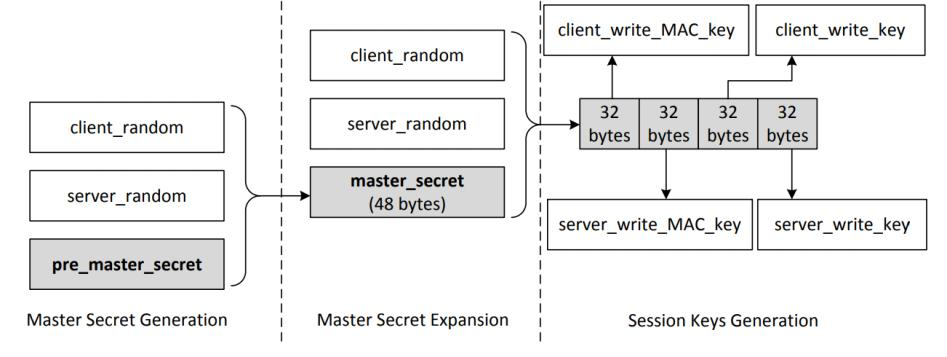 client_random
server_random
pre_master_secret
Master Secret Generation
client_random
server_random
master_secret
(48 bytes)
Master Secret Expansion
client_write_MAC_key
client_write_key
32
bytes
32
bytes
32
bytes
32
bytes
server_write_MAC_key
server_write_key
Session Keys Generation